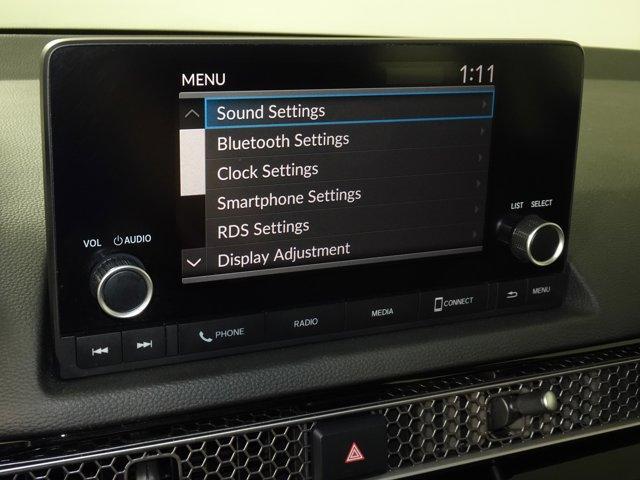 MENU 1:11
Sound Settings
Bluetooth Settings
Clock Settings
Smartphone Settings
RDS Settings
Display Adjustment
VOL AUDIO
LIST SELECT
PHONE RADIO MEDIA CONNECT MENU